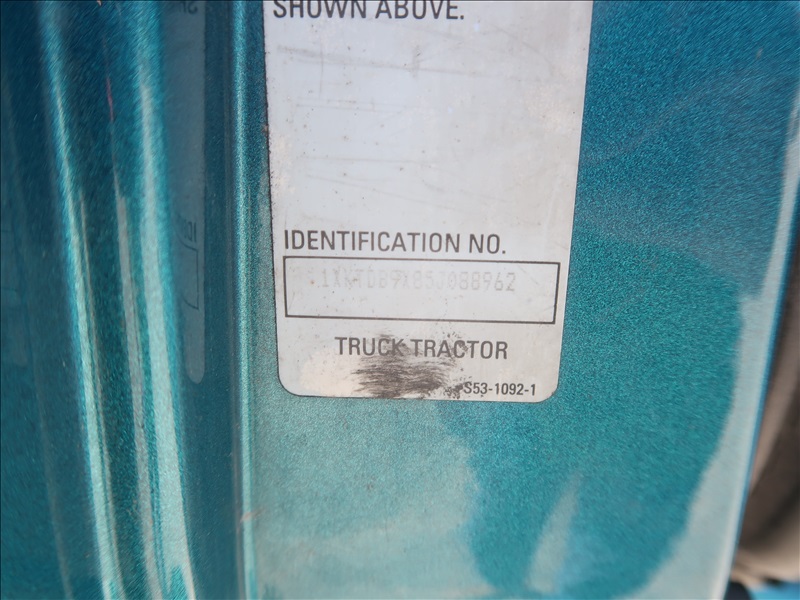 SHOWN ABOVE.
IDENTIFICATION NO.
TRUCK TRACTOR
S53-1092-1